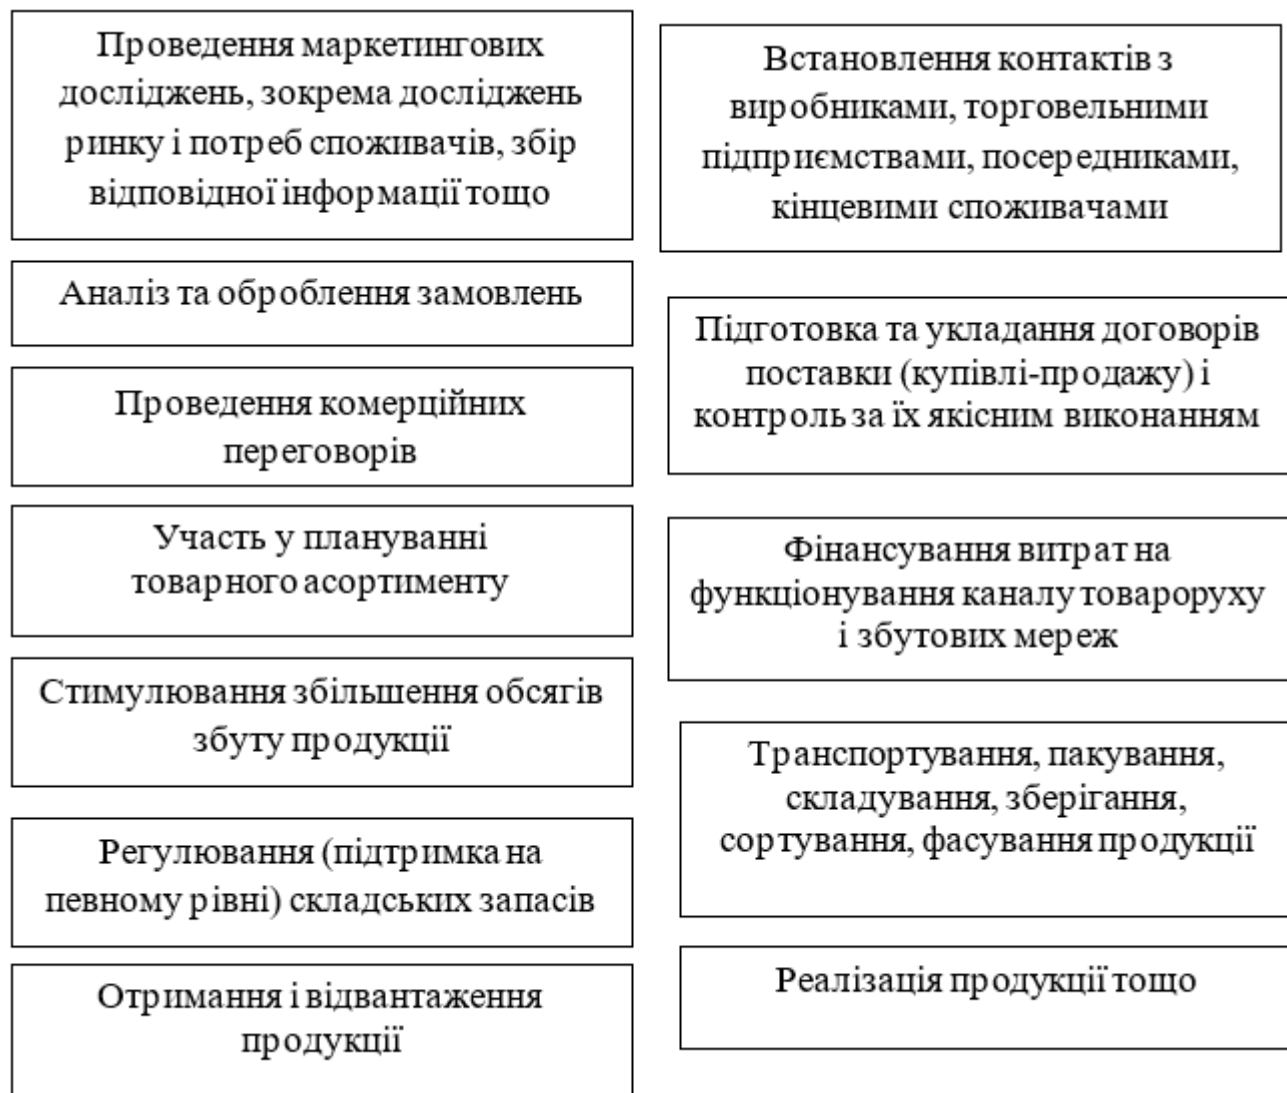 Проведення маркетингових
досліджень, зокрема досліджень
ринку і потреб споживачів, збір
відповідної інформації тощо
Аналіз та оброблення замовлень
Проведення комерційних
переговорів
Участь у плануванні
товарного асортименту
Стимулювання збільшення обсягів
збуту продукції
Регулювання (підтримка на
певному рівні) складських запасів
Отримання і відвантаження
продукції
Встановлення контактів з
виробниками, торговельними
підприємствами, посередниками,
кінцевими споживачами
Підготовка та укладання договорів
поставки (купівлі-продажу) і
контроль за їх якісним виконанням
Фінансування витрат на
функціонування каналу товароруху
і збутових мереж
Транспортування, пакування,
складування, зберігання,
сортування, фасування продукції
Реалізація продукції тощо